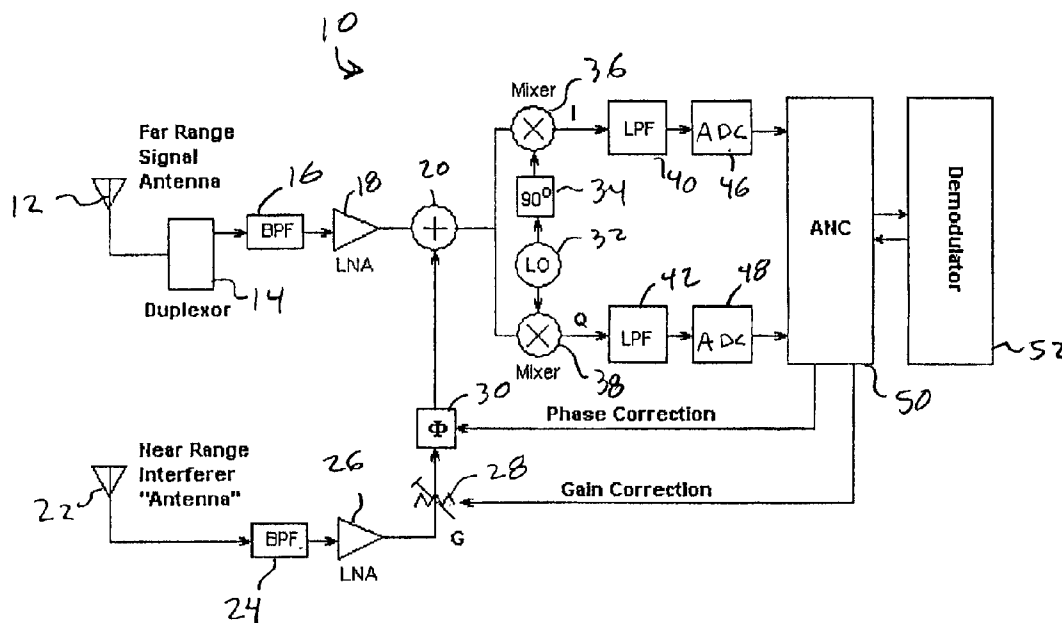 10
36
Mixer
I
LPF
ADC
40
46
Far Range
Signal
Antenna
12
16
18
20
90°
34
BPF
LNA
LO
32
ANC
Demodulator
Duplexor
14
42
48
Q
LPF
ADC
Mixer
38
52
50
30
Φ
Phase Correction
Near Range
Interferer
"Antenna"
22
26
28
Gain Correction
BPF
G
LNA
24